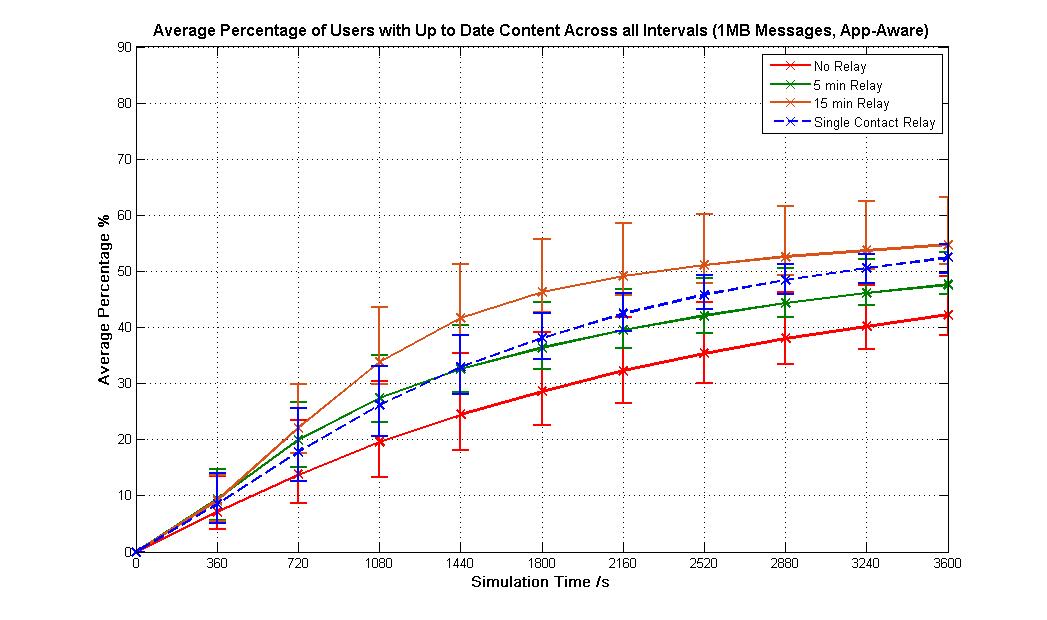 Average Percentage of Users with Up to Date Content Across all Intervals (1MB Messages, App-Aware)
90
80
70
60
50
40
30
20
10
0
Average Percentage %
No Relay
5 min Relay
15 min Relay
Single Contact Relay
0 360 720 1080 1440 1800 2160 2520 2880 3240 3600
Simulation Time /s